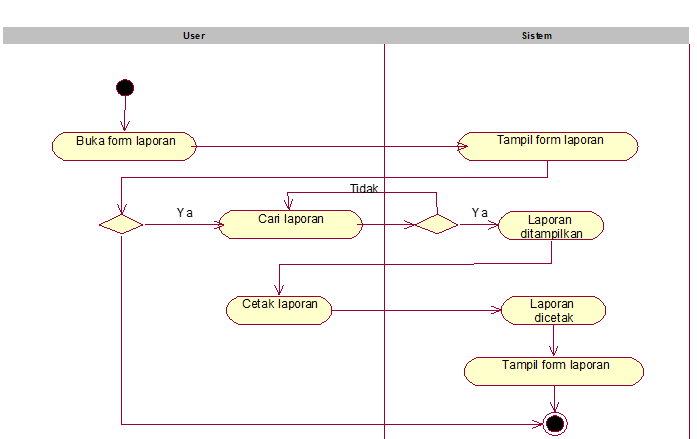 User
Sistem
Buka form laporan
Tampil form laporan
Tidak
Ya
Cari laporan
Ya
Laporan
ditampilkan
Cetak laporan
Laporan
dicetak
Tampil form laporan